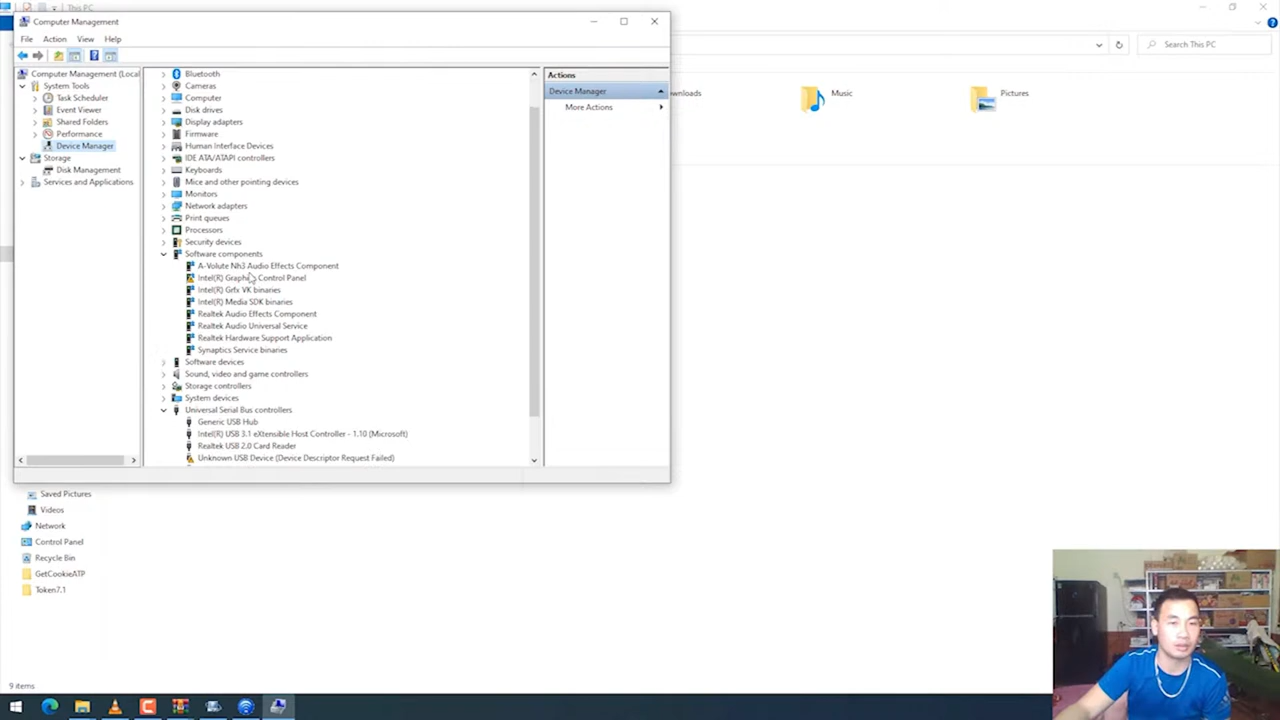 This PC
Computer Management
File Action View Help
Computer Management (Local
System Tools
Task Scheduler
Event Viewer
Shared Folders
Performance
Device Manager
Storage
Disk Management
Services and Applications
Bluetooth
Cameras
Computer
Disk drives
Display adapters
Firmware
Human Interface Devices
IDE ATA/ATAPI controllers
Keyboards
Mice and other pointing devices
Monitors
Network adapters
Print queues
Processors
Security devices
Software components
A-Volute Nh3 Audio Effects Component
Intel(R) Graphics Control Panel
Intel(R) Grfx VK binaries
Intel(R) Media SDK binaries
Realtek Audio Effects Component
Realtek Audio Universal Service
Realtek Hardware Support Application
Synaptics Service binaries
Software devices
Sound, video and game controllers
Storage controllers
System devices
Universal Serial Bus controllers
Generic USB Hub
Intel(R) USB 3.1 eXtensible Host Controller - 1.10 (Microsoft)
Realtek USB 2.0 Card Reader
Unknown USB Device (Device Descriptor Request Failed)
Actions
Device Manager
More Actions
Search This PC
wnloads
Music
Pictures
Saved Pictures
Videos
Network
Control Panel
Recycle Bin
GetCookieATP
Token7.1
9 items